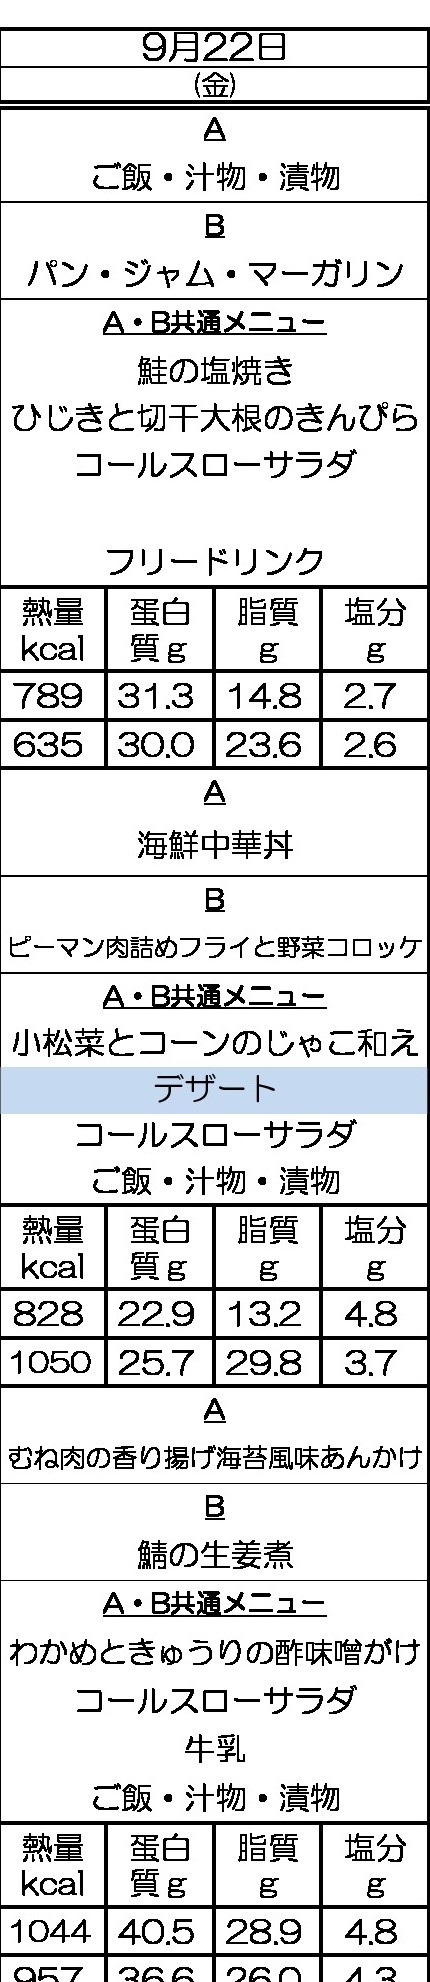 9月22日
(金)
A
ご飯・汁物・漬物
B
パン・ジャム・マーガリン
A・B共通メニュー
鮭の塩焼き
ひじきと切干大根のきんぴら
コールスローサラダ
フリードリンク
熱量 蛋白 脂質 塩分
kcal 質g g g
789 31.3 14.8 2.7
635 30.0 23.6 2.6
A
海鮮中華丼
B
ピーマン肉詰めフライと野菜コロッケ
A・B共通メニュー
小松菜とコーンのじゃこ和え
デザート
コールスローサラダ
ご飯・汁物・漬物
熱量 蛋白 脂質 塩分
kcal 質g g g
828 22.9 13.2 4.8
1050 25.7 29.8 3.7
A
むね肉の香り揚げ海苔風味あんかけ
B
鯖の生姜煮
A・B共通メニュー
わかめときゅうりの酢味噌がけ
コールスローサラダ
牛乳
ご飯・汁物・漬物
熱量 蛋白 脂質 塩分
kcal 質g g g
1044 40.5 28.9 4.8
957 36.6 26.0 4.3